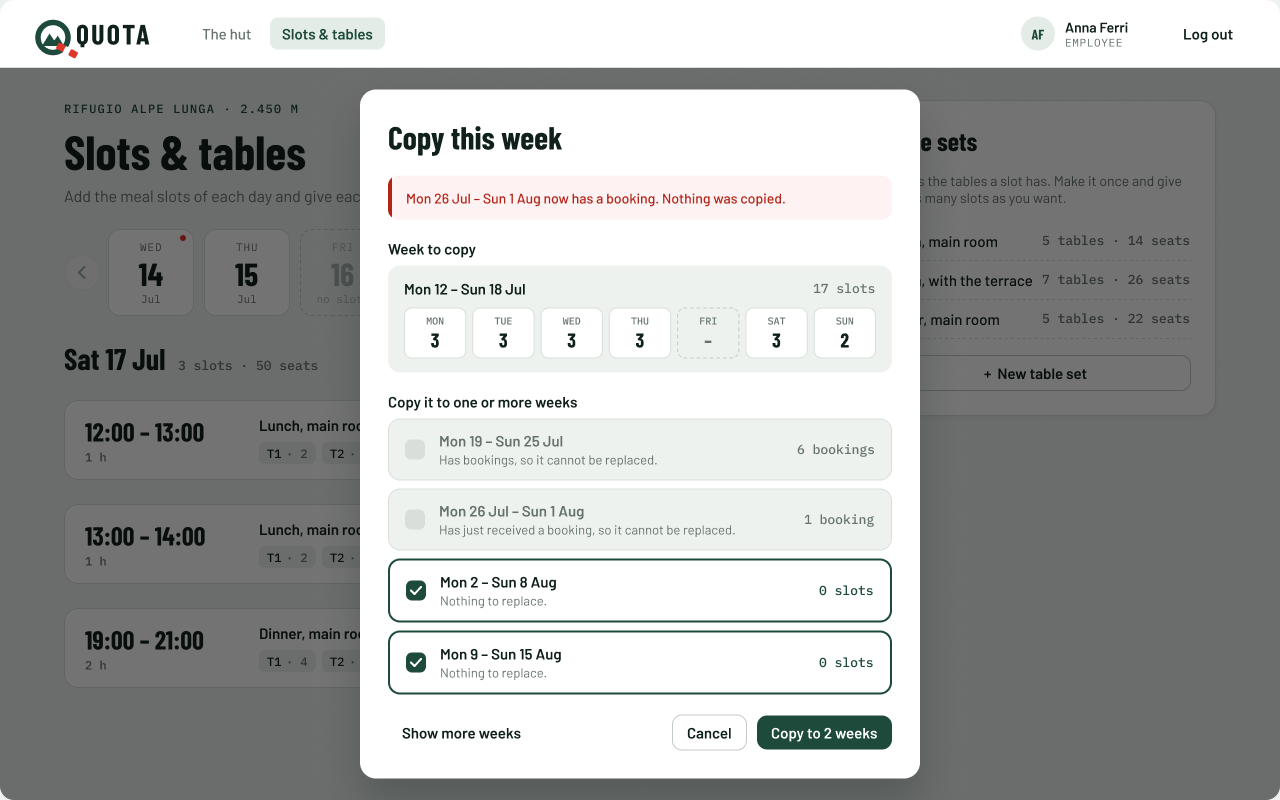 QUOTA
The hut
Slots & tables
AF
Anna Ferri
EMPLOYEE
Log out
RIFUGIO ALPE LUNGA · 2.450 M
Slots & tables
Add the meal slots of each day and give eac
WED
14
Jul
THU
15
Jul
FRI
16
no slot
Sat 17 Jul
3 slots · 50 seats
12:00 – 13:00
1 h
Lunch, main roo
T1 · 2
T2 ·
13:00 – 14:00
1 h
Lunch, main roo
T1 · 2
T2 ·
19:00 – 21:00
2 h
Dinner, main roo
T1 · 4
T2 ·
Copy this week
Mon 26 Jul – Sun 1 Aug now has a booking. Nothing was copied.
Week to copy
Mon 12 – Sun 18 Jul
17 slots
MON
3
TUE
3
WED
3
THU
3
FRI
–
SAT
3
SUN
2
Copy it to one or more weeks
Mon 19 – Sun 25 Jul
Has bookings, so it cannot be replaced.
6 bookings
Mon 26 Jul – Sun 1 Aug
Has just received a booking, so it cannot be replaced.
1 booking
Mon 2 – Sun 8 Aug
Nothing to replace.
0 slots
Mon 9 – Sun 15 Aug
Nothing to replace.
0 slots
Show more weeks
Cancel
Copy to 2 weeks
e sets
s the tables a slot has. Make it once and give
many slots as you want.
, main room
5 tables · 14 seats
, with the terrace
7 tables · 26 seats
r, main room
5 tables · 22 seats
+ New table set